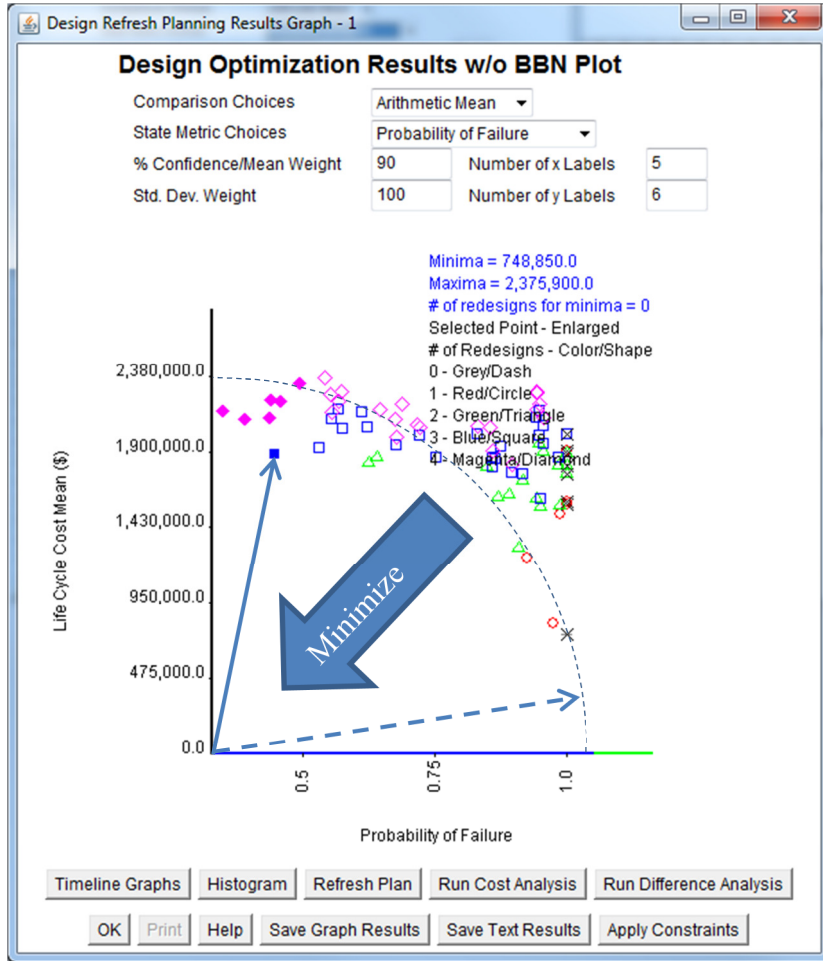 Design Refresh Planning Results Graph - 1
Design Optimization Results w/o BBN Plot
Comparison Choices Arithmetic Mean
State Metric Choices Probability of Failure
% Confidence/Mean Weight 90 Number of x Labels 5
Std. Dev. Weight 100 Number of y Labels 6
Minima = 748,850.0
Maxima = 2,375,900.0
# of redesigns for minima = 0
Selected Point - Enlarged
# of Redesigns - Color/Shape
0 - Grey/Dash
1 - Red/Circle
2 - Green/Triangle
3 - Blue/Square
4 - Magenta/Diamond
2,380,000.0
1,900,000.0
1,430,000.0
950,000.0
475,000.0
0.0
Life Cycle Cost Mean ($)
Minimize
0.5
0.75
1.0
Probability of Failure
Timeline Graphs Histogram Refresh Plan Run Cost Analysis Run Difference Analysis
OK Print Help Save Graph Results Save Text Results Apply Constraints